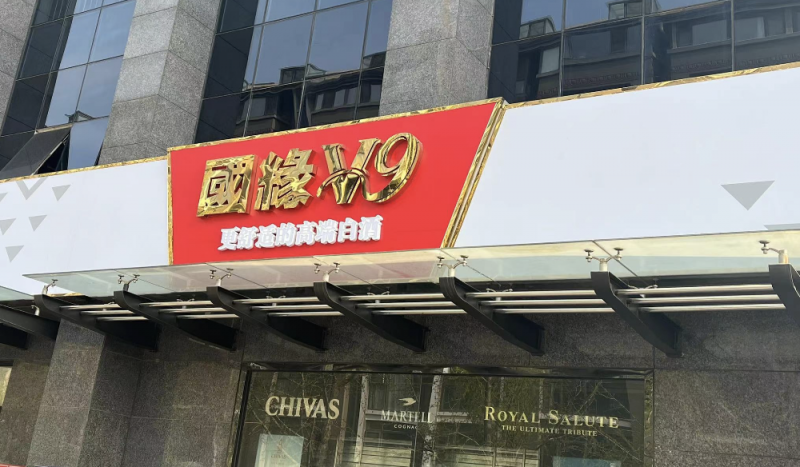 國緣V9
更舒适的高端白酒
CHIVAS
MARTELL
COGNAC
ROYAL SALUTE
THE ULTIMATE TRIBUTE